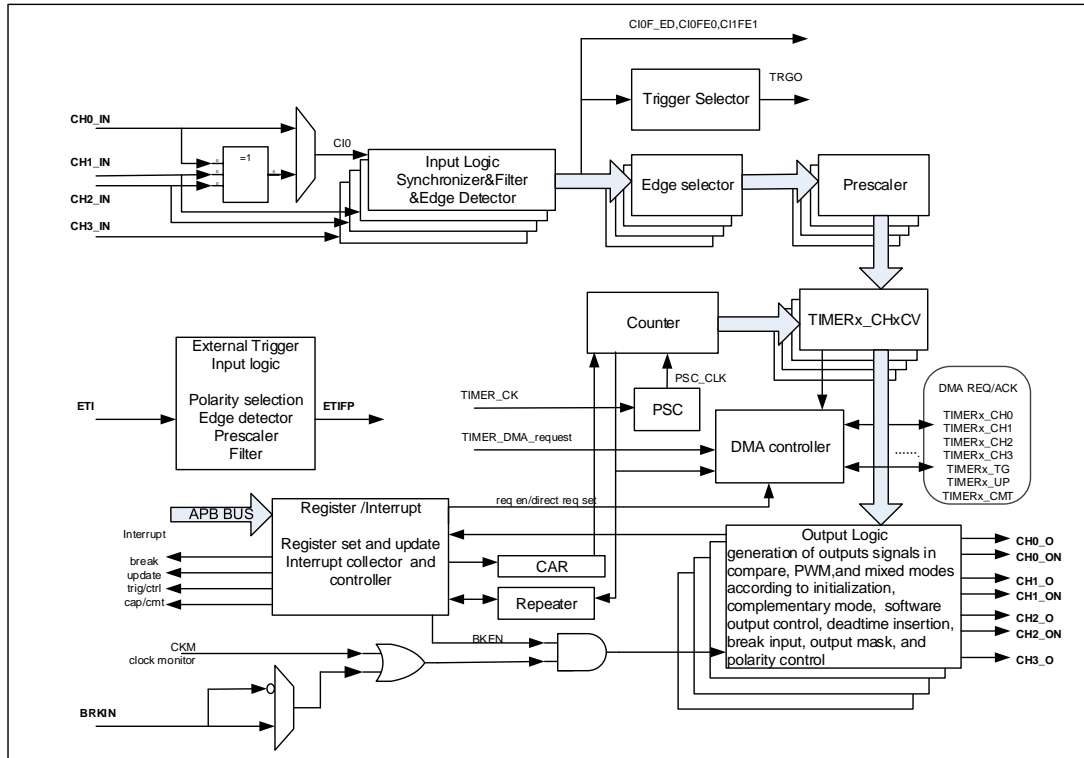 CI0F_ED,CI0FE0,CI1FE1
TRGO
Trigger Selector
CH0_IN
CH1_IN
CH2_IN
CH3_IN
=1
CI0
Input Logic
Synchronizer&Filter
&Edge Detector
Edge selector
Prescaler
Counter
TIMERx_CHxCV
External Trigger
Input logic
Polarity selection
Edge detector
Prescaler
Filter
ETI
ETIFP
TIMER_CK
PSC_CLK
PSC
TIMER_DMA_request
DMA controller
DMA REQ/ACK
TIMERx_CH0
TIMERx_CH1
TIMERx_CH2
TIMERx_CH3
TIMERx_TG
TIMERx_UP
TIMERx_CMT
…….
APB BUS
Register /Interrupt
Register set and update
Interrupt collector and
controller
req en/direct req set
Interrupt
break
update
trig/ctrl
cap/cmt
CAR
Repeater
Output Logic
generation of outputs signals in
compare, PWM,and mixed modes
according to initialization,
complementary mode, software
output control, deadtime insertion,
break input, output mask, and
polarity control
CH0_O
CH0_ON
CH1_O
CH1_ON
CH2_O
CH2_ON
CH3_O
BKEN
CKM
clock monitor
BRKIN